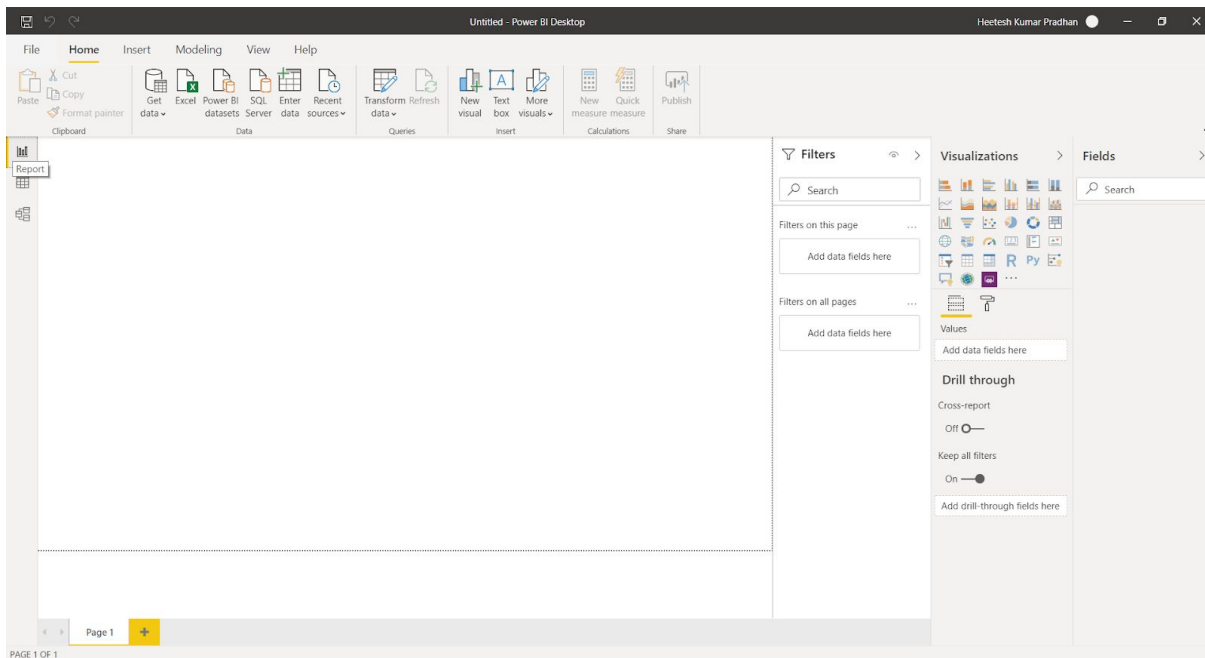 Untitled - Power BI Desktop
Heetesh Kumar Pradhan
File Home Insert Modeling View Help
Paste
Cut
Copy
Format painter
Clipboard
Get data
Excel
Power BI datasets
SQL Server
Enter data
Recent sources
Data
Transform data
Refresh
Queries
New visual
Text box
More visuals
Insert
New measure
Quick measure
Calculations
Publish
Share
Report
Filters
Search
Filters on this page
...
Add data fields here
Filters on all pages
...
Add data fields here
Visualizations
R Py
...
Values
Add data fields here
Drill through
Cross-report
Off
Keep all filters
On
Add drill-through fields here
Fields
Search
Page 1
+
PAGE 1 OF 1